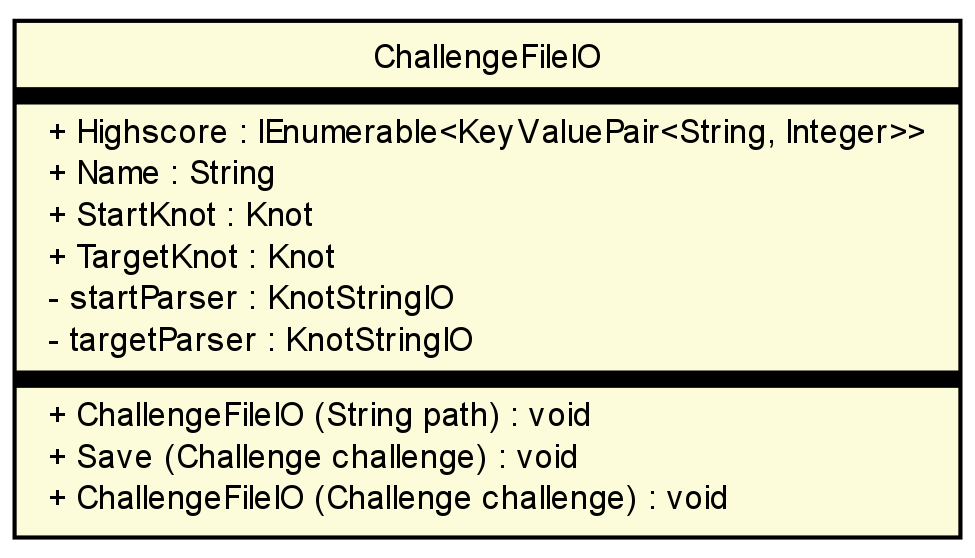 ChallengeFileIO
+ Highscore : IEnumerable<KeyValuePair<String, Integer>>
+ Name : String
+ StartKnot : Knot
+ TargetKnot : Knot
- startParser : KnotStringIO
- targetParser : KnotStringIO
+ ChallengeFileIO (String path) : void
+ Save (Challenge challenge) : void
+ ChallengeFileIO (Challenge challenge) : void